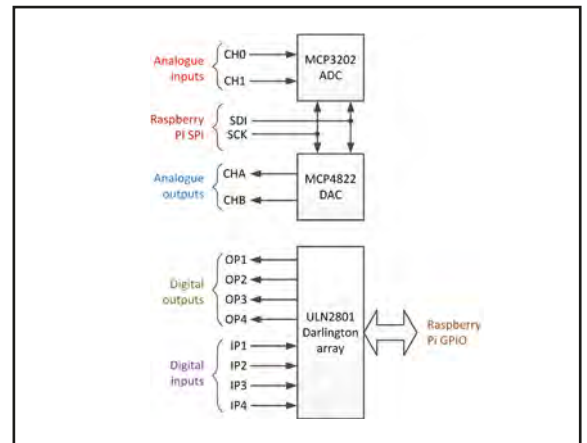 Analogue
inputs
CH0
CH1
MCP3202
ADC
Raspberry
Pi SPI
SDI
SCK
Analogue
outputs
CHA
CHB
MCP4822
DAC
Digital
outputs
OP1
OP2
OP3
OP4
Digital
inputs
IP1
IP2
IP3
IP4
ULN2801
Darlington
array
Raspberry
Pi GPIO